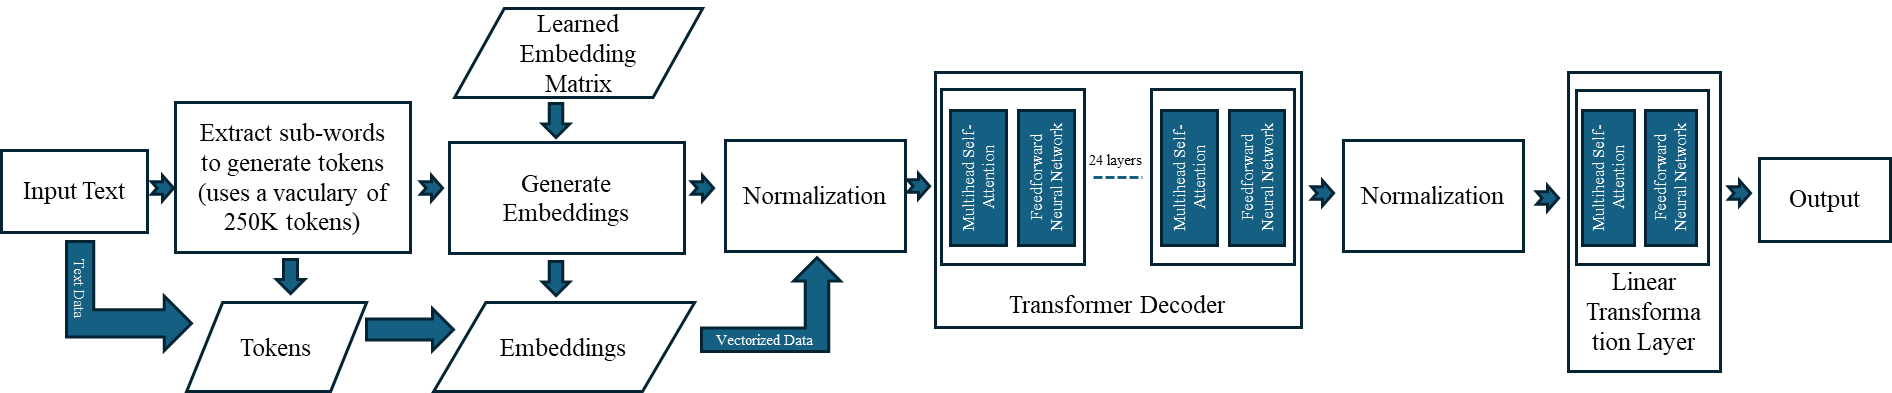 Learned
Embedding
Matrix
Input Text
Extract sub-words
to generate tokens
(uses a vaculary of
250K tokens)
Generate
Embeddings
Normalization
Multihead Self-
Attention
Feedforward
Neural Network
24 layers
Multihead Self-
Attention
Feedforward
Neural Network
Transformer Decoder
Normalization
Multihead Self-
Attention
Feedforward
Neural Network
Linear
Transforma
tion Layer
Output
Text Data
Tokens
Embeddings
Vectorized Data